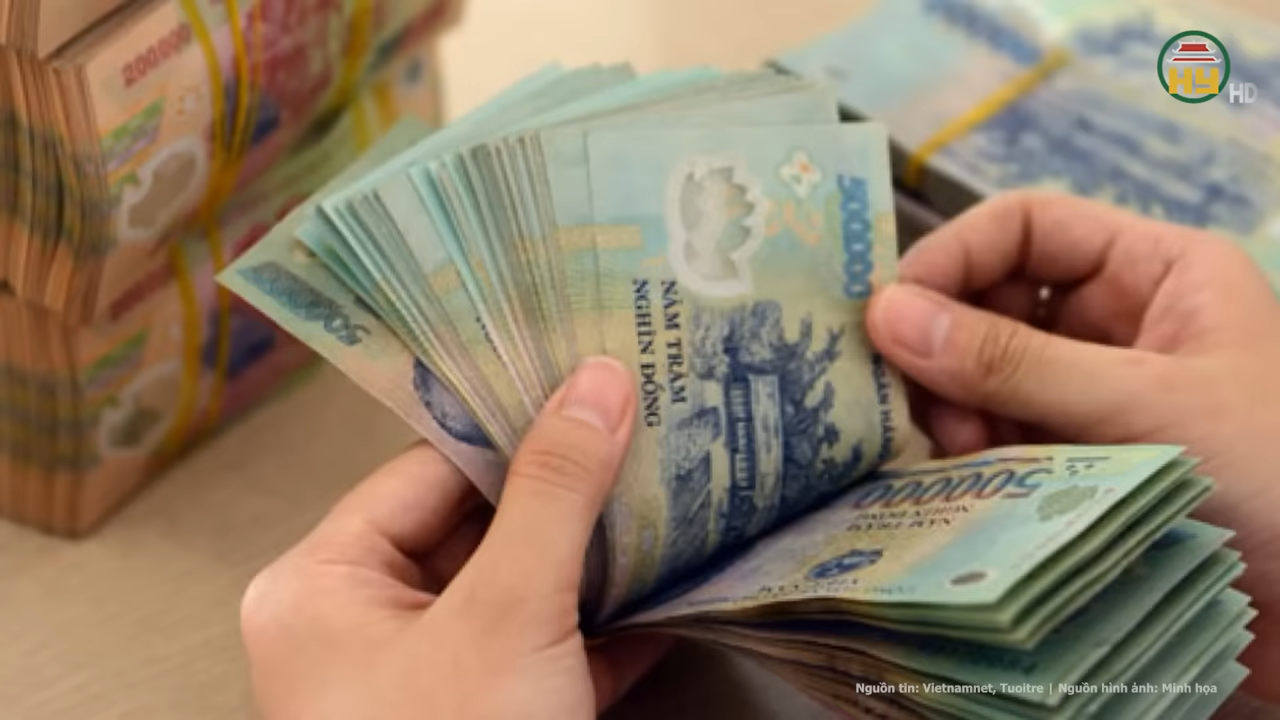 200000
HY
HD
500000
NĂM TRĂM
NGHÌN ĐỒNG
500000
500000
NGHÌN ĐỒNG
NĂM TRĂM
Nguồn tin: Vietnamnet, Tuoitre | Nguồn hình ảnh: Minh họa